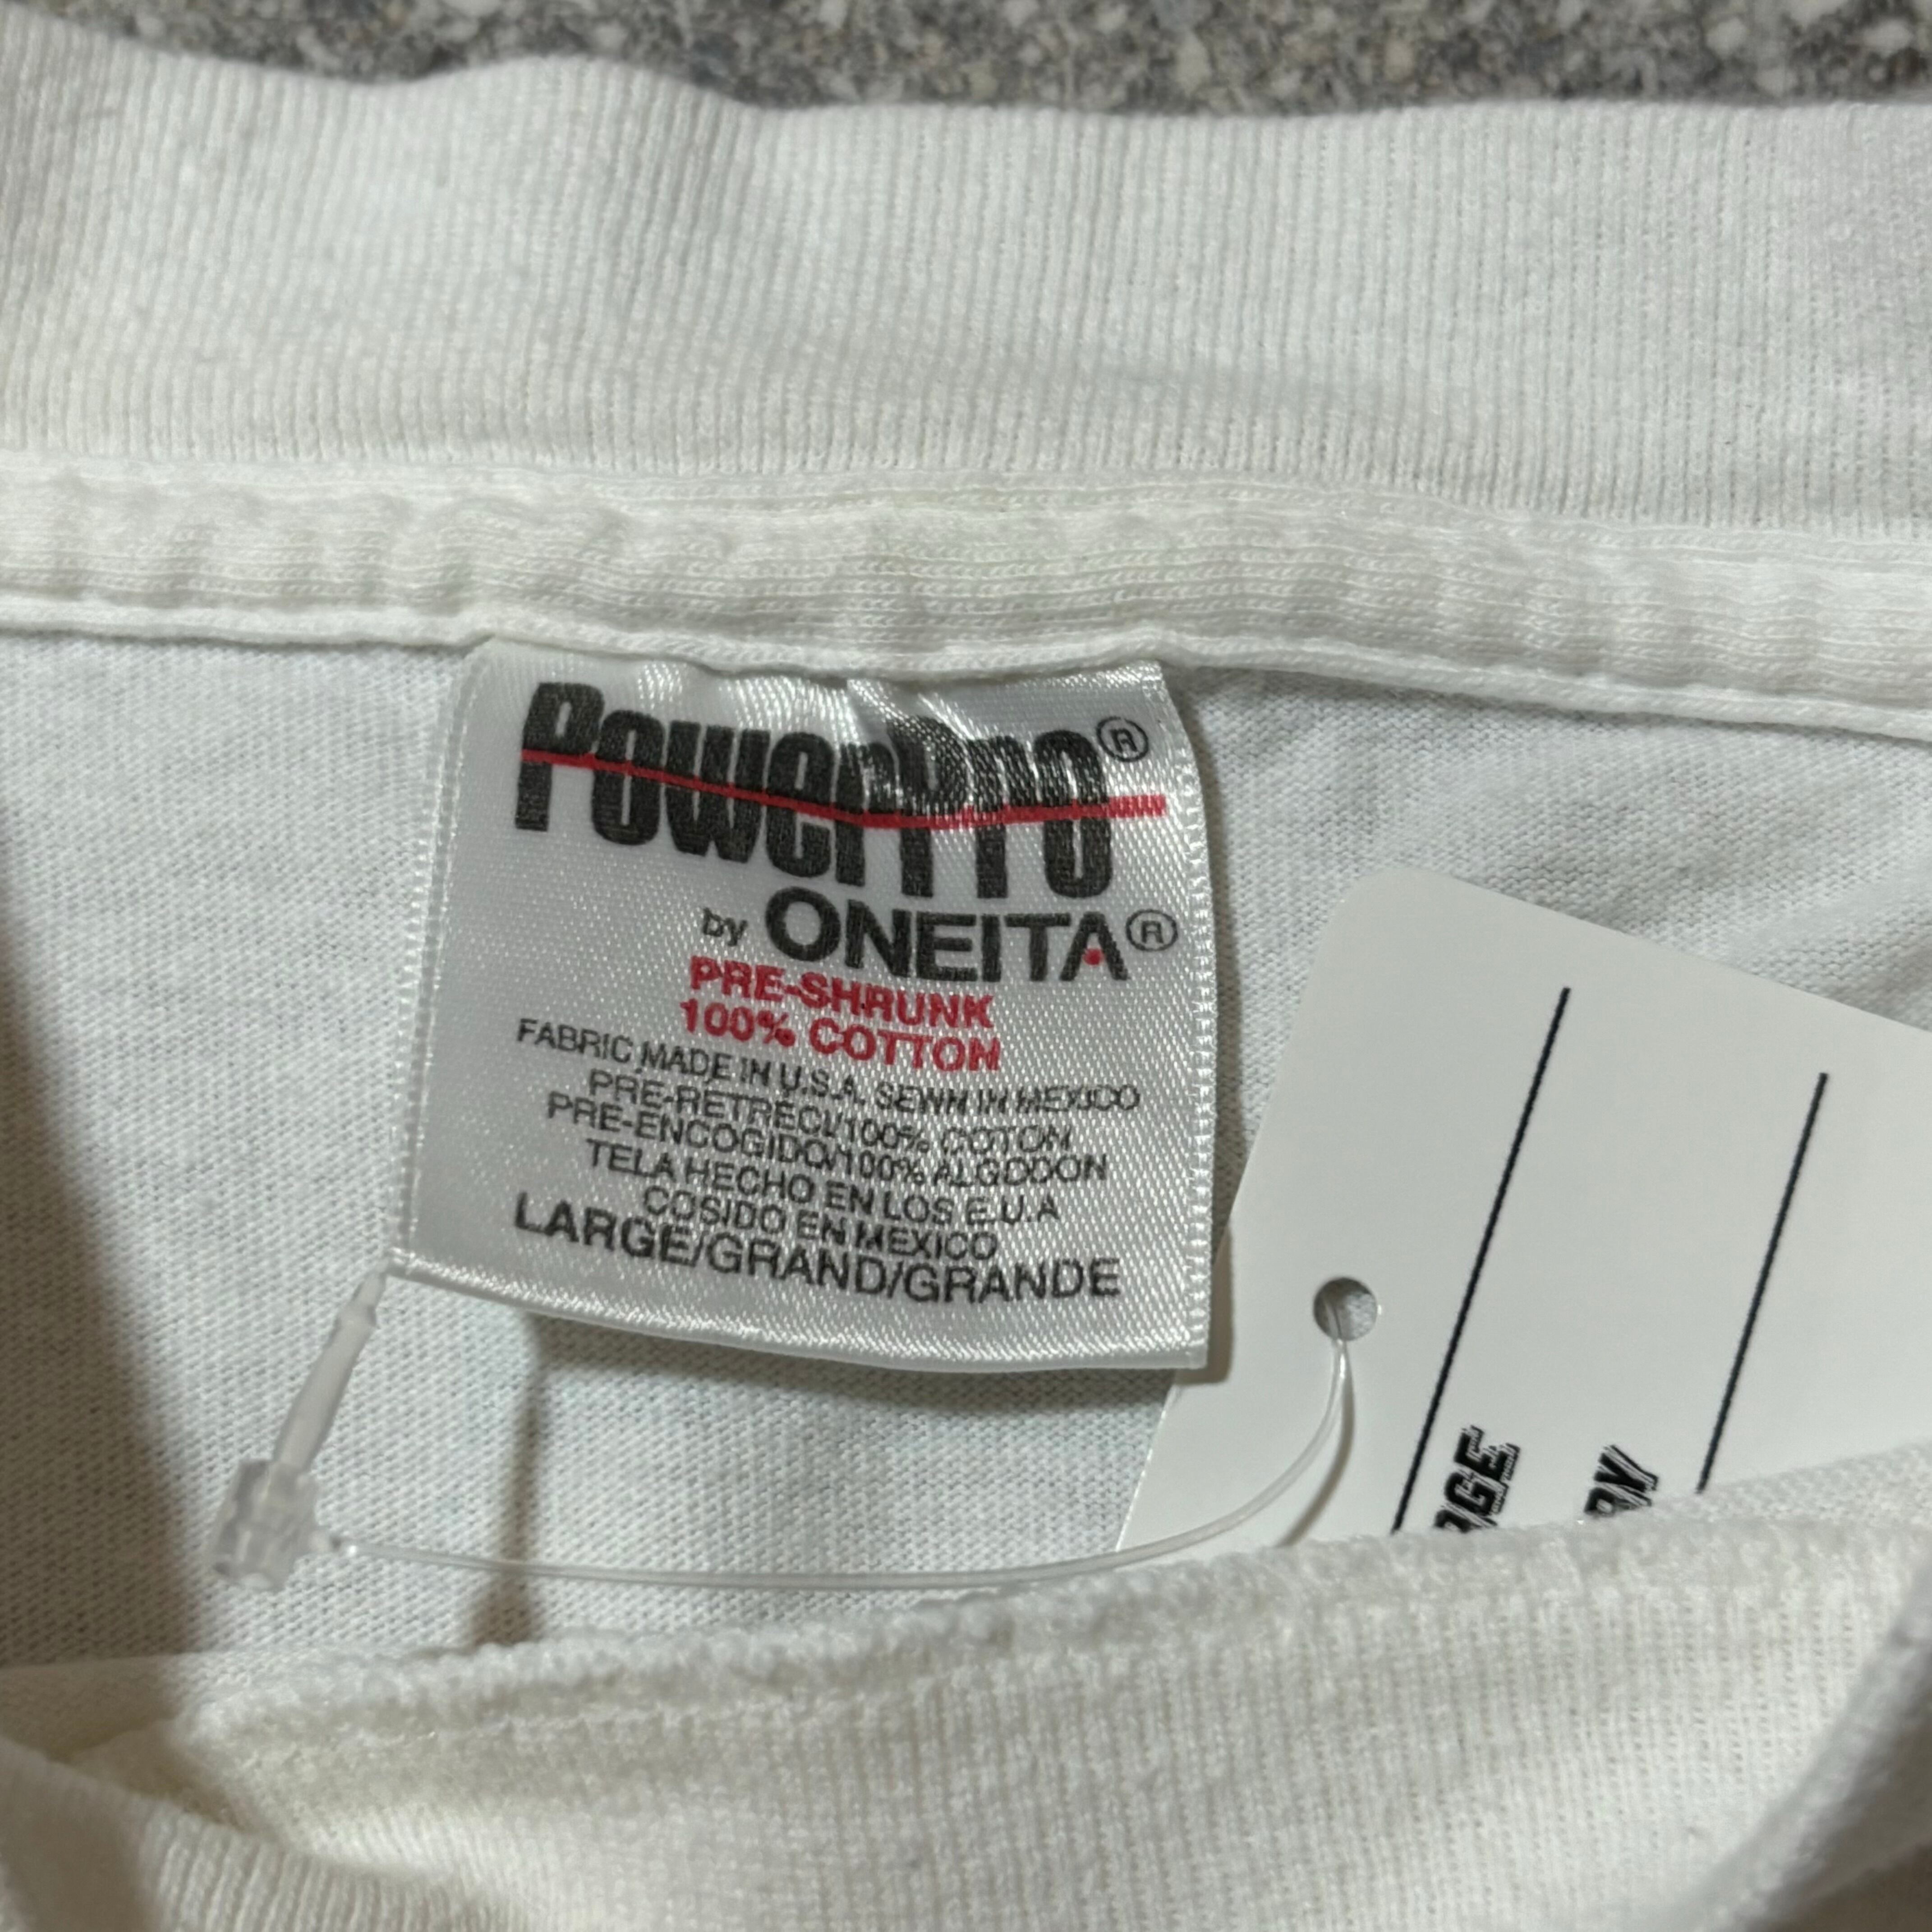 PowerPro®
by ONEITA®
PRE-SHRUNK
100% COTTON
FABRIC MADE IN U.S.A. SEWN IN MEXICO
PRE-RETRECI/100% COTON
PRE-ENCOGIDO/100% ALGODON
TELA HECHO EN LOS E.U.A
COSIDO EN MEXICO
LARGE/GRAND/GRANDE